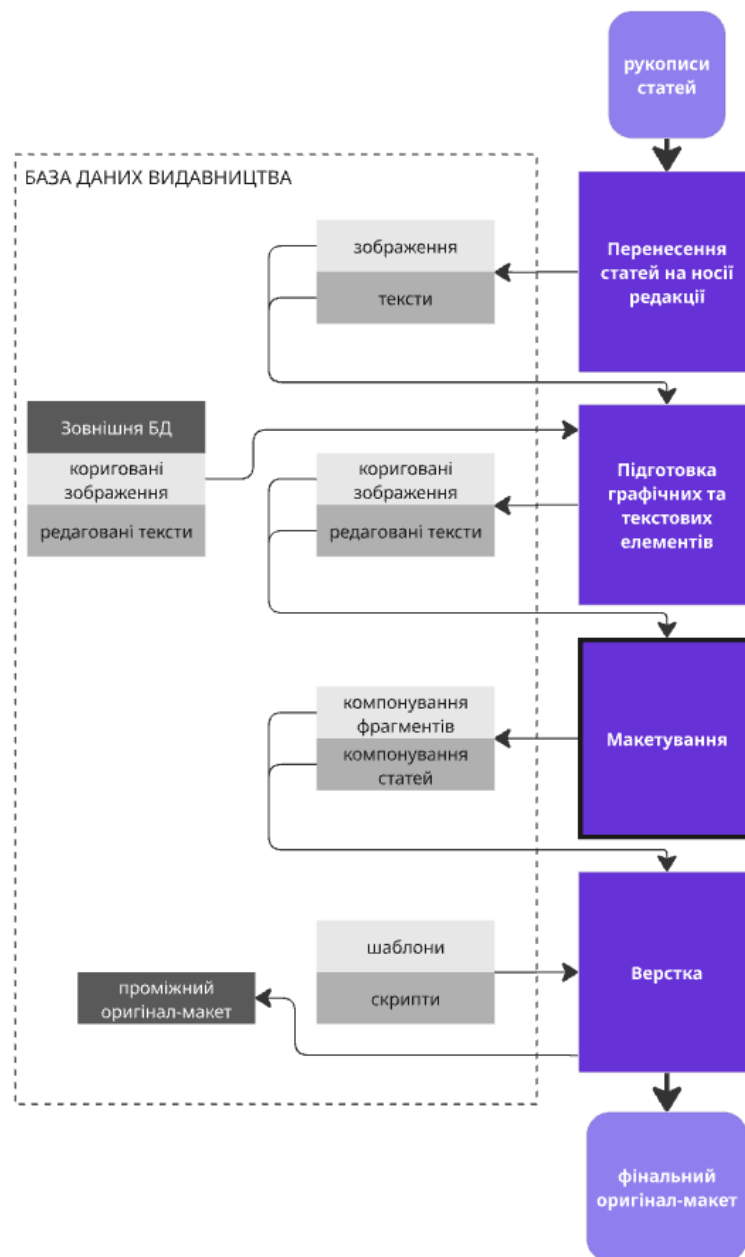 рукописи
статей
БАЗА ДАНИХ ВИДАВНИЦТВА
зображення
тексти
Перенесення
статей на носії
редакції
Зовнішня БД
кориговані
зображення
редаговані тексти
кориговані
зображення
редаговані тексти
Підготовка
графічних та
текстових
елементів
компонування
фрагментів
компонування
статей
Макетування
шаблони
скрипти
проміжний
оригінал-макет
Верстка
фінальний
оригінал-макет